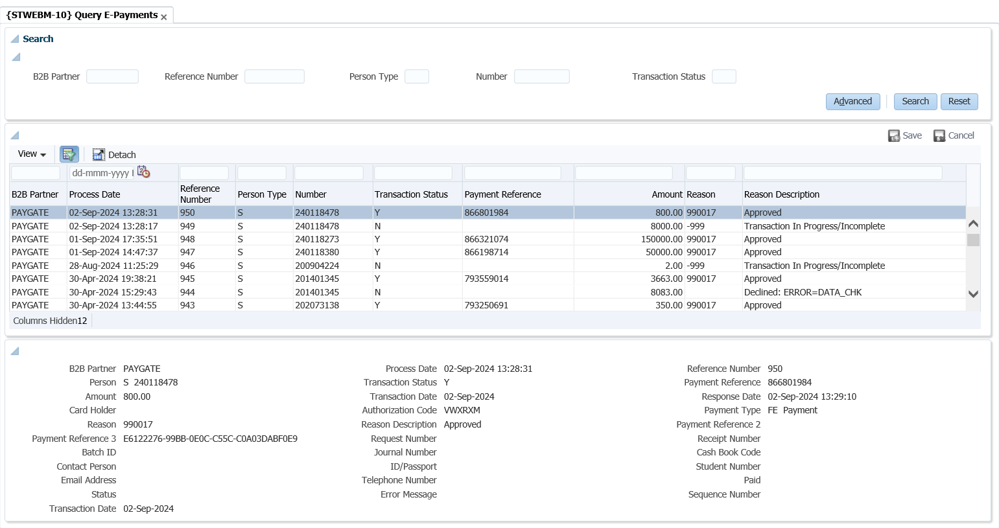 {STWEBM-10} Query E-Payments
Search
B2B Partner Reference Number Person Type Number Transaction Status
Advanced Search Reset
Save Cancel
View Detach
dd-mmm-yyyy
B2B Partner Process Date Reference Number Person Type Number Transaction Status Payment Reference Amount Reason Reason Description
PAYGATE 02-Sep-2024 13:28:31 950 S 240118478 Y 866801984 800.00 990017 Approved
PAYGATE 02-Sep-2024 13:28:17 949 S 240118478 N 8000.00 -999 Transaction In Progress/Incomplete
PAYGATE 01-Sep-2024 17:35:51 948 S 240118273 Y 866321074 150000.00 990017 Approved
PAYGATE 01-Sep-2024 14:47:37 947 S 240118380 Y 866198714 50000.00 990017 Approved
PAYGATE 28-Aug-2024 11:25:29 946 S 200904224 N 2.00 -999 Transaction In Progress/Incomplete
PAYGATE 30-Apr-2024 19:38:21 945 S 201401345 Y 793559014 3663.00 990017 Approved
PAYGATE 30-Apr-2024 15:29:43 944 S 201401345 N 8083.00 Declined: ERROR=DATA_CHK
PAYGATE 30-Apr-2024 13:44:55 943 S 202073138 Y 793250691 350.00 990017 Approved
Columns Hidden12
B2B Partner PAYGATE Process Date 02-Sep-2024 13:28:31 Reference Number 950
Person S 240118478 Transaction Status Y Payment Reference 866801984
Amount 800.00 Transaction Date 02-Sep-2024 Response Date 02-Sep-2024 13:29:10
Card Holder Authorization Code VWXRXM Payment Type FE Payment
Reason 990017 Reason Description Approved Payment Reference 2
Payment Reference 3 E6122276-99BB-0E0C-C55C-C0A03DABF0E9 Request Number Receipt Number
Batch ID Journal Number Cash Book Code
Contact Person ID/Passport Student Number
Email Address Telephone Number Paid
Status Error Message Sequence Number
Transaction Date 02-Sep-2024